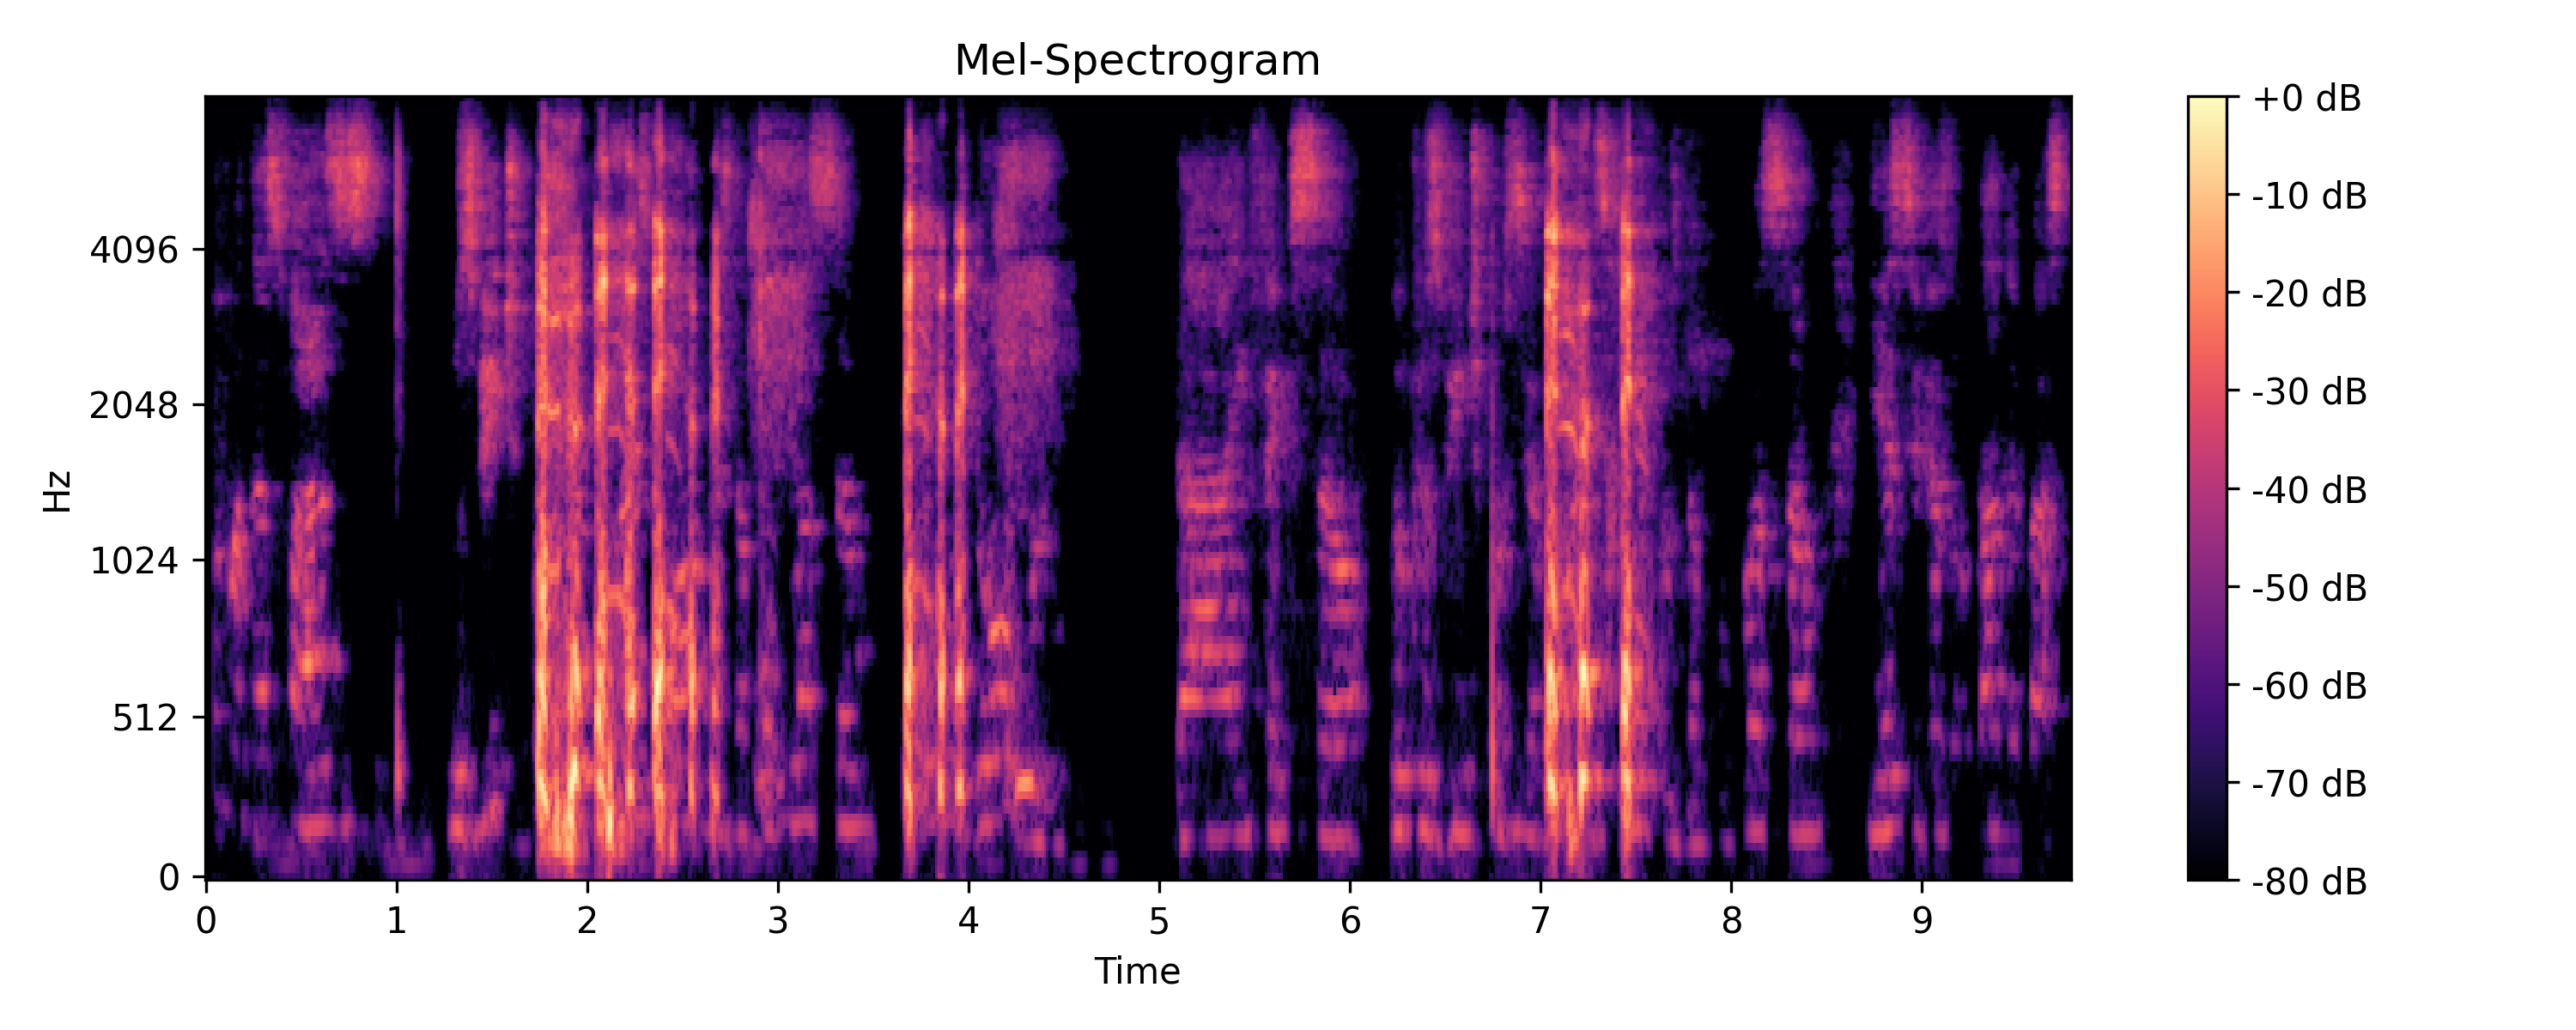 Mel-Spectrogram
Hz
4096
2048
1024
512
0
0 1 2 3 4 5 6 7 8 9
Time
+0 dB
-10 dB
-20 dB
-30 dB
-40 dB
-50 dB
-60 dB
-70 dB
-80 dB